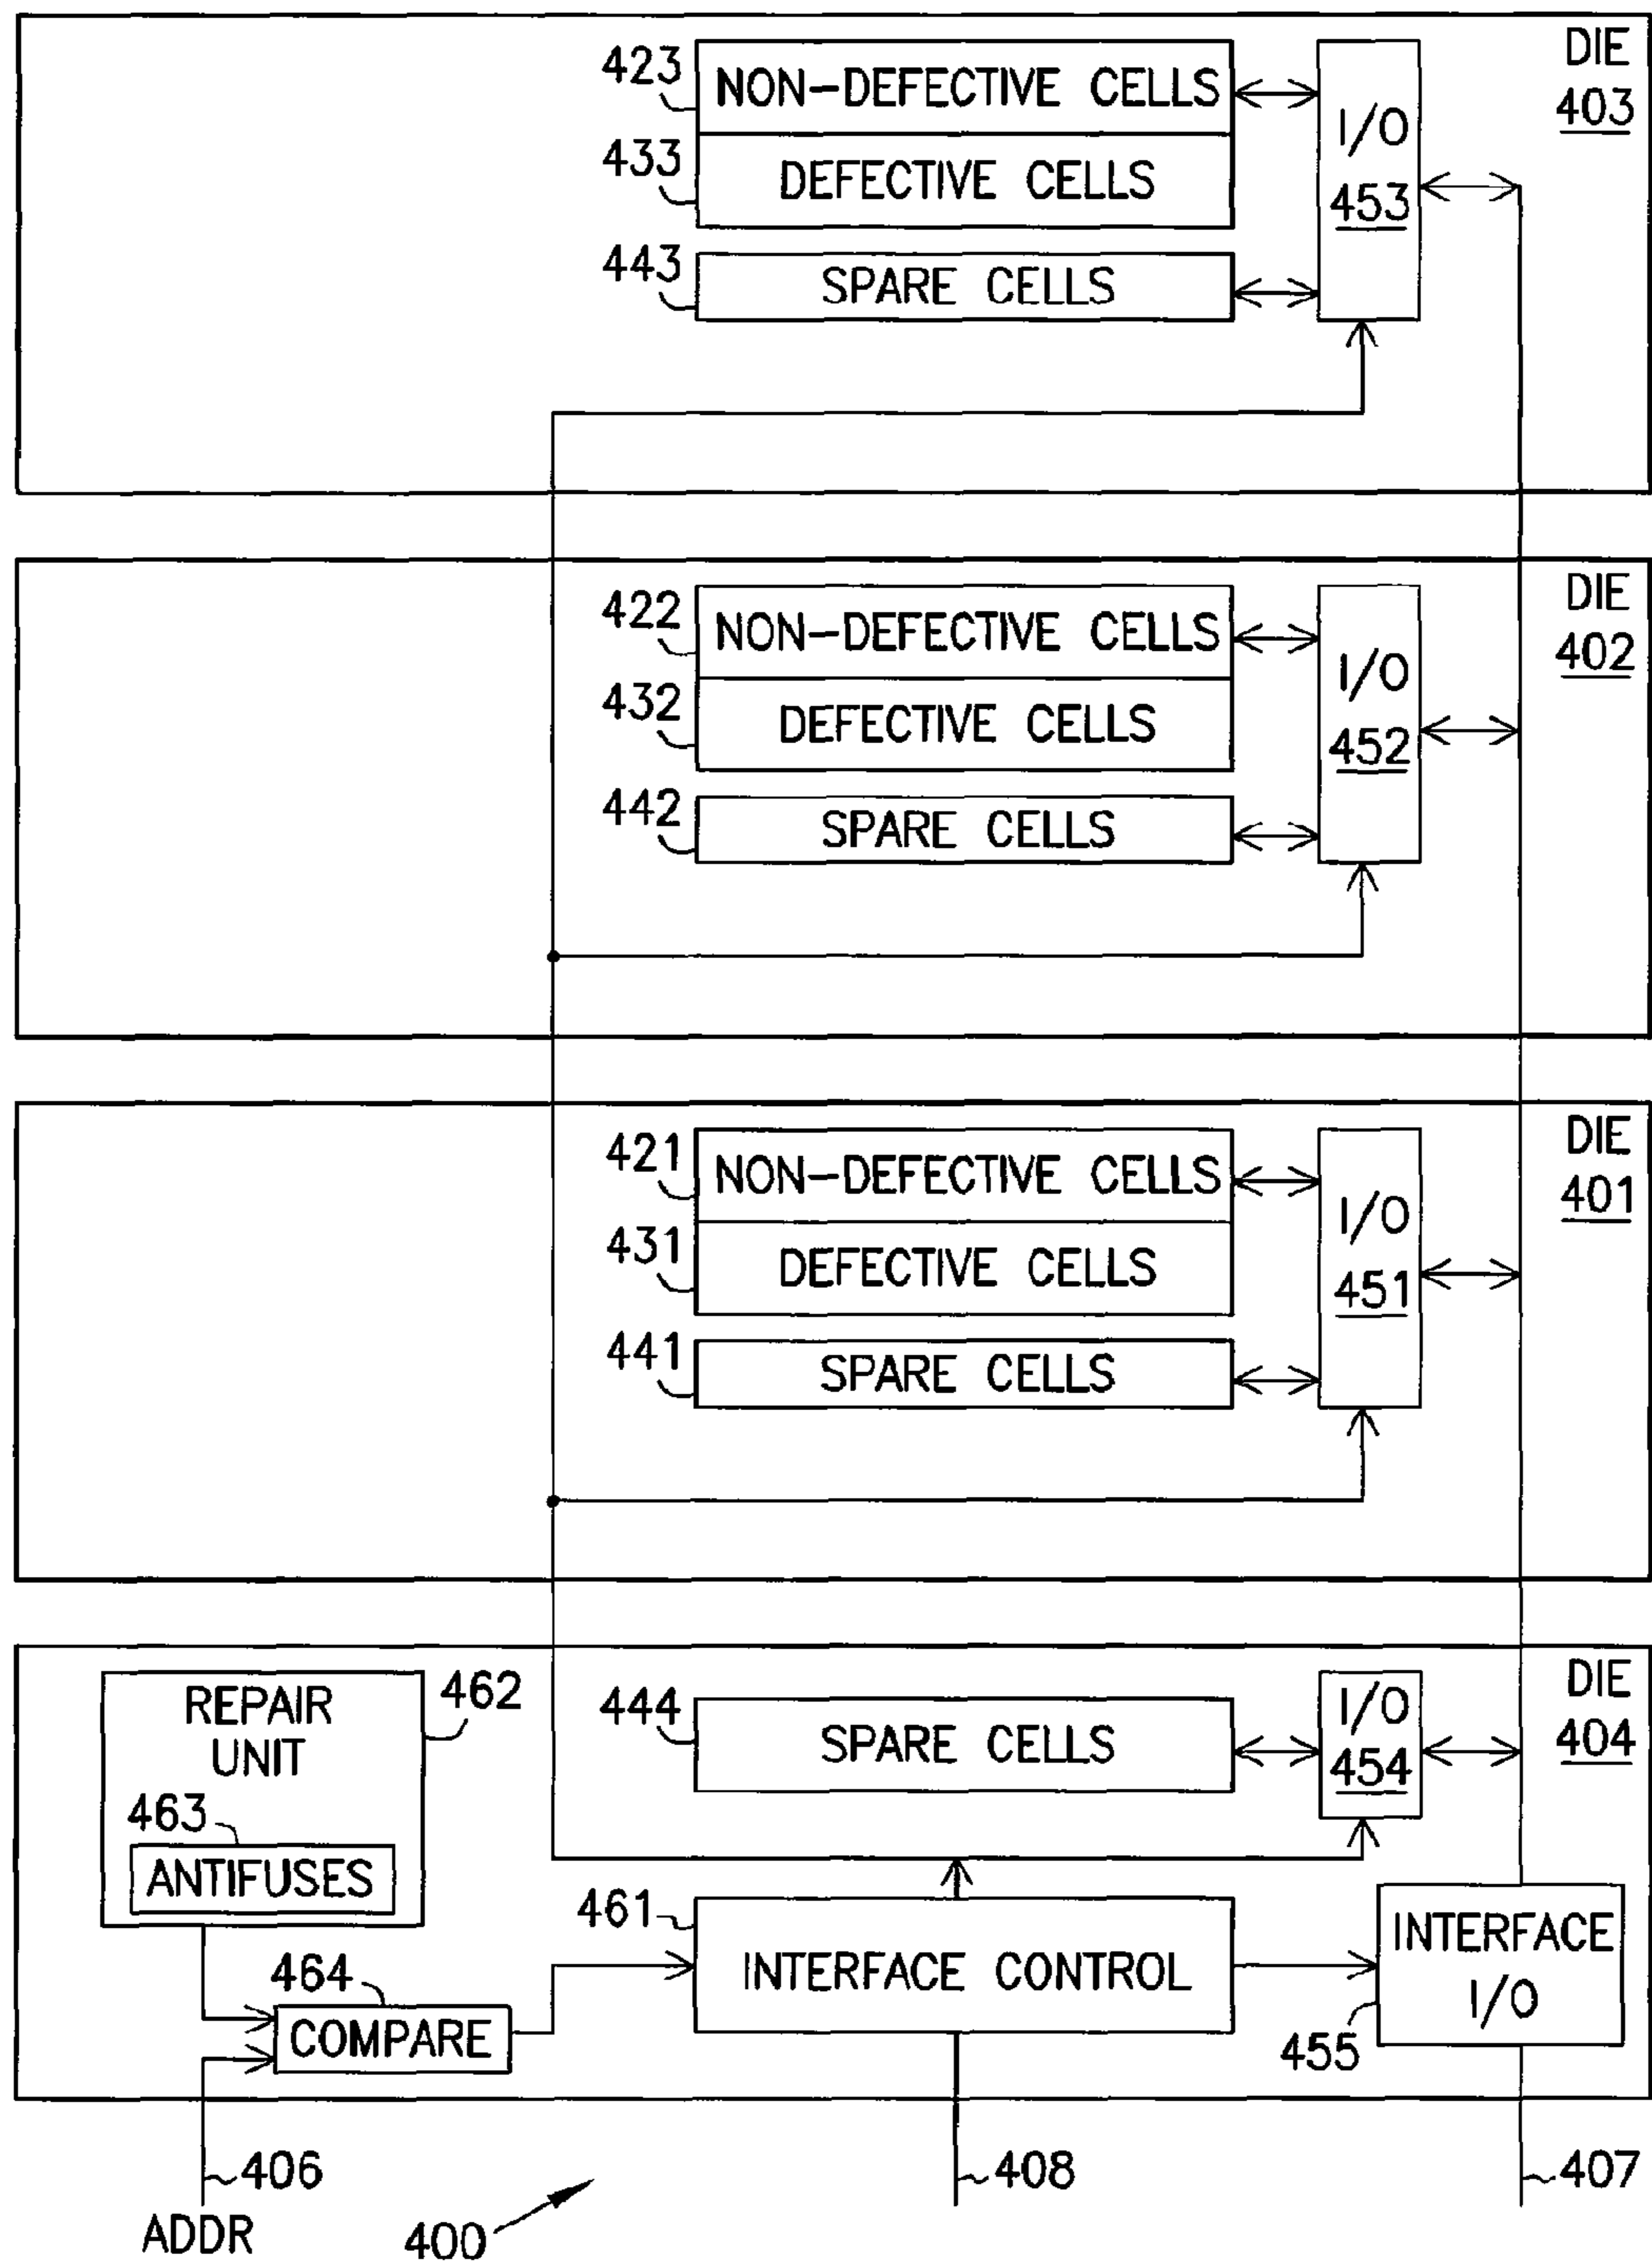 DIE
403
423
NON-DEFECTIVE CELLS
433
DEFECTIVE CELLS
443
SPARE CELLS
I/O
453
DIE
402
422
NON-DEFECTIVE CELLS
432
DEFECTIVE CELLS
442
SPARE CELLS
I/O
452
DIE
401
421
NON-DEFECTIVE CELLS
431
DEFECTIVE CELLS
441
SPARE CELLS
I/O
451
DIE
404
REPAIR
UNIT
462
463
ANTIFUSES
444
SPARE CELLS
I/O
454
464
COMPARE
461
INTERFACE CONTROL
INTERFACE
I/O
455
406
ADDR
400
408
407